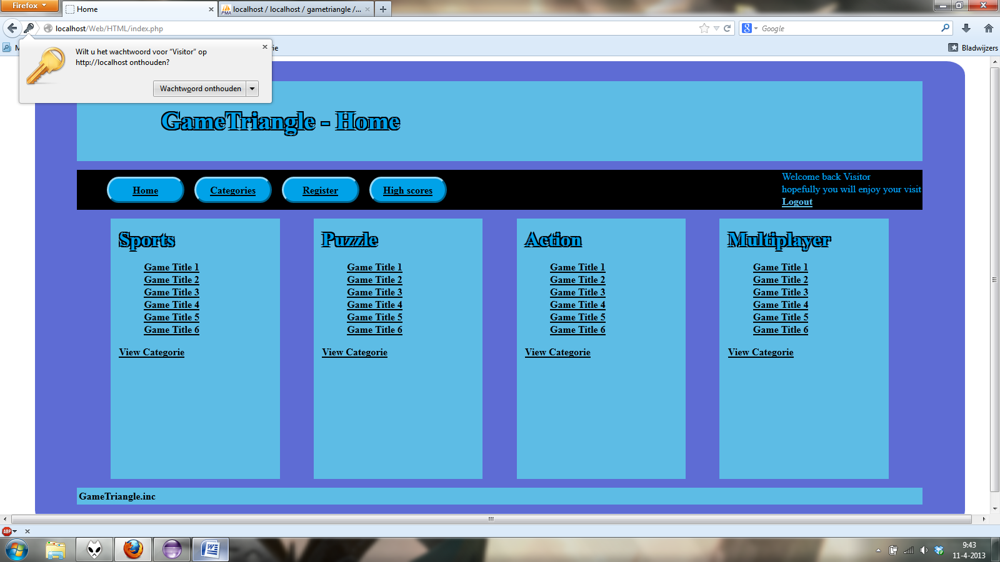 Firefox
Home
localhost / localhost / gametriangle /...
PMA
localhost/Web/HTML/index.php
Google
Bladwijzers
Wilt u het wachtwoord voor “Visitor” op
http://localhost onthouden?
Wachtwoord onthouden
GameTriangle - Home
Home
Categories
Register
High scores
Welcome back Visitor
hopefully you will enjoy your visit
Logout
Sports
Game Title 1
Game Title 2
Game Title 3
Game Title 4
Game Title 5
Game Title 6
View Categorie
Puzzle
Game Title 1
Game Title 2
Game Title 3
Game Title 4
Game Title 5
Game Title 6
View Categorie
Action
Game Title 1
Game Title 2
Game Title 3
Game Title 4
Game Title 5
Game Title 6
View Categorie
Multiplayer
Game Title 1
Game Title 2
Game Title 3
Game Title 4
Game Title 5
Game Title 6
View Categorie
GameTriangle.inc
ABP
9:43
11-4-2013